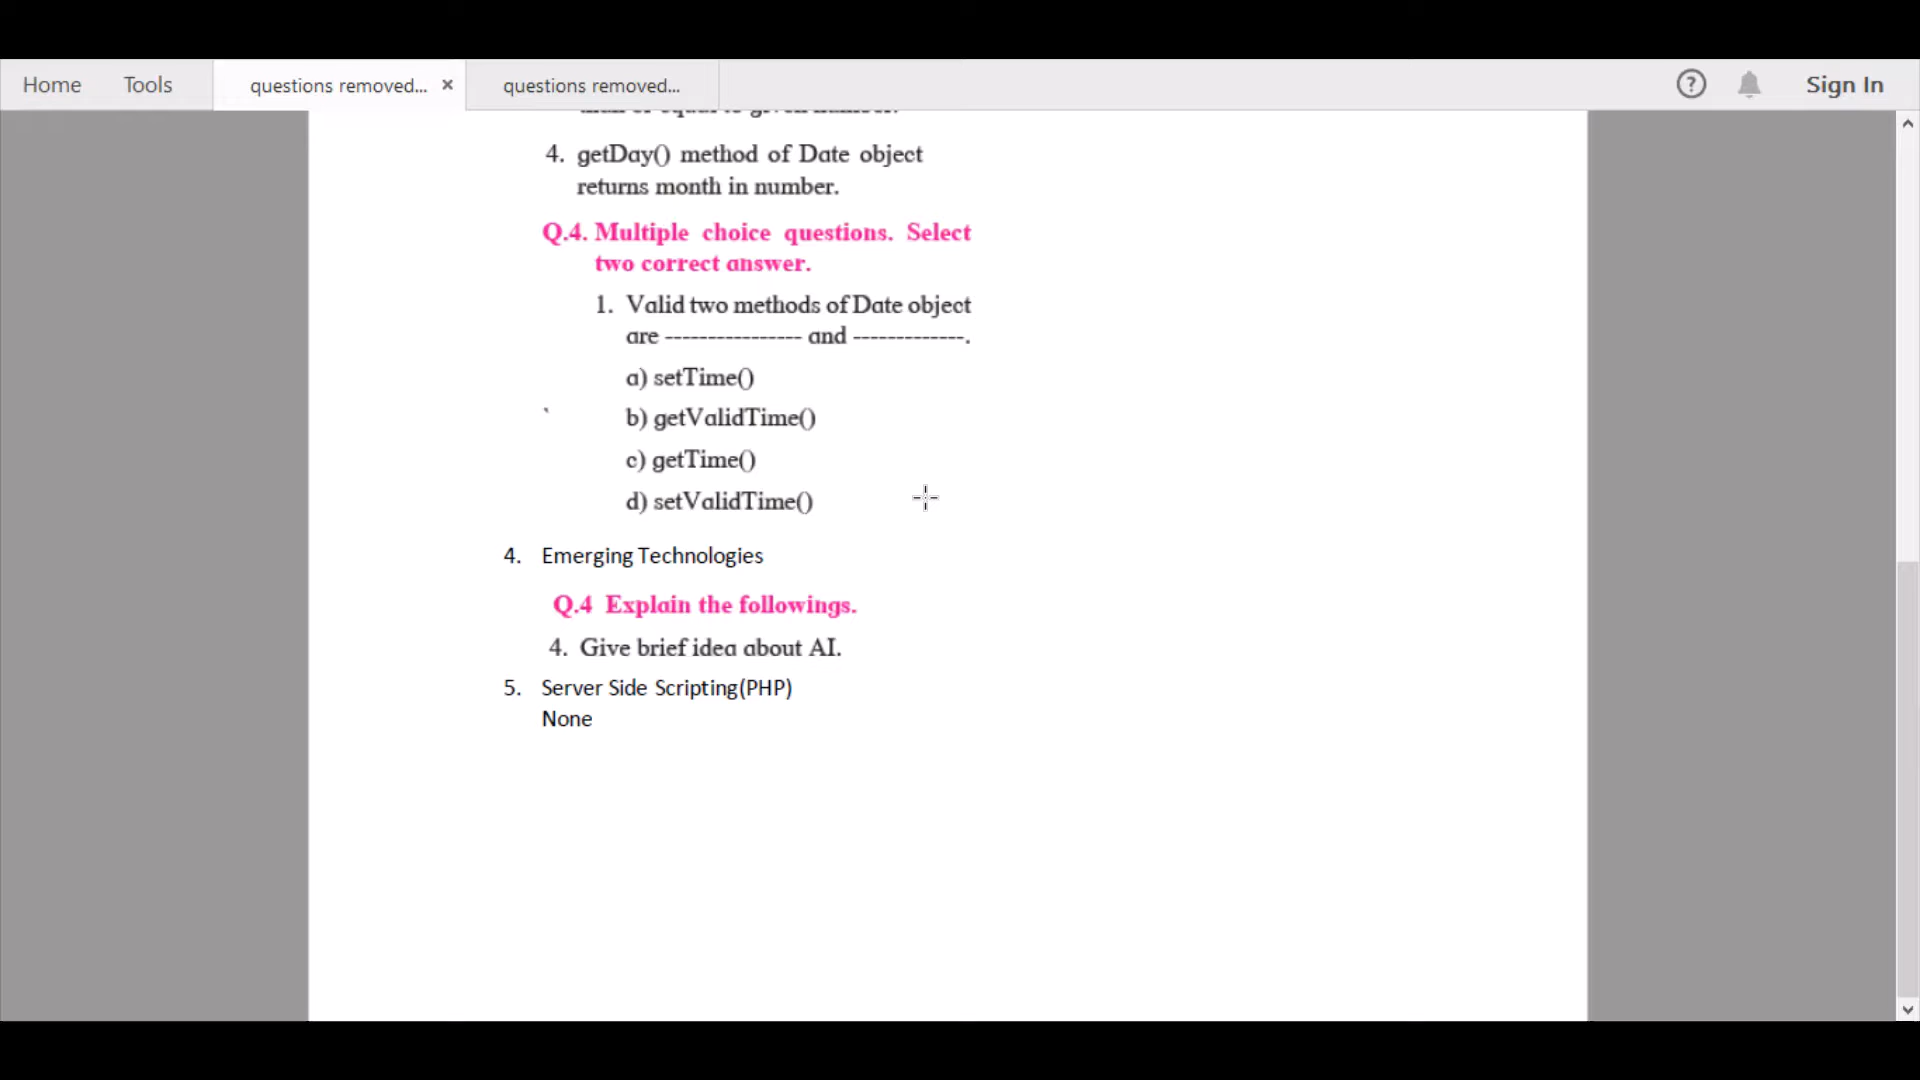 Home Tools questions removed... × questions removed... ? Sign In
4. getDay() method of Date object
returns month in number.
Q.4. Multiple choice questions. Select
two correct answer.
1. Valid two methods of Date object
are ---------------- and -------------.
a) setTime()
b) getValidTime()
c) getTime()
d) setValidTime()
4. Emerging Technologies
Q.4 Explain the followings.
4. Give brief idea about AI.
5. Server Side Scripting(PHP)
None